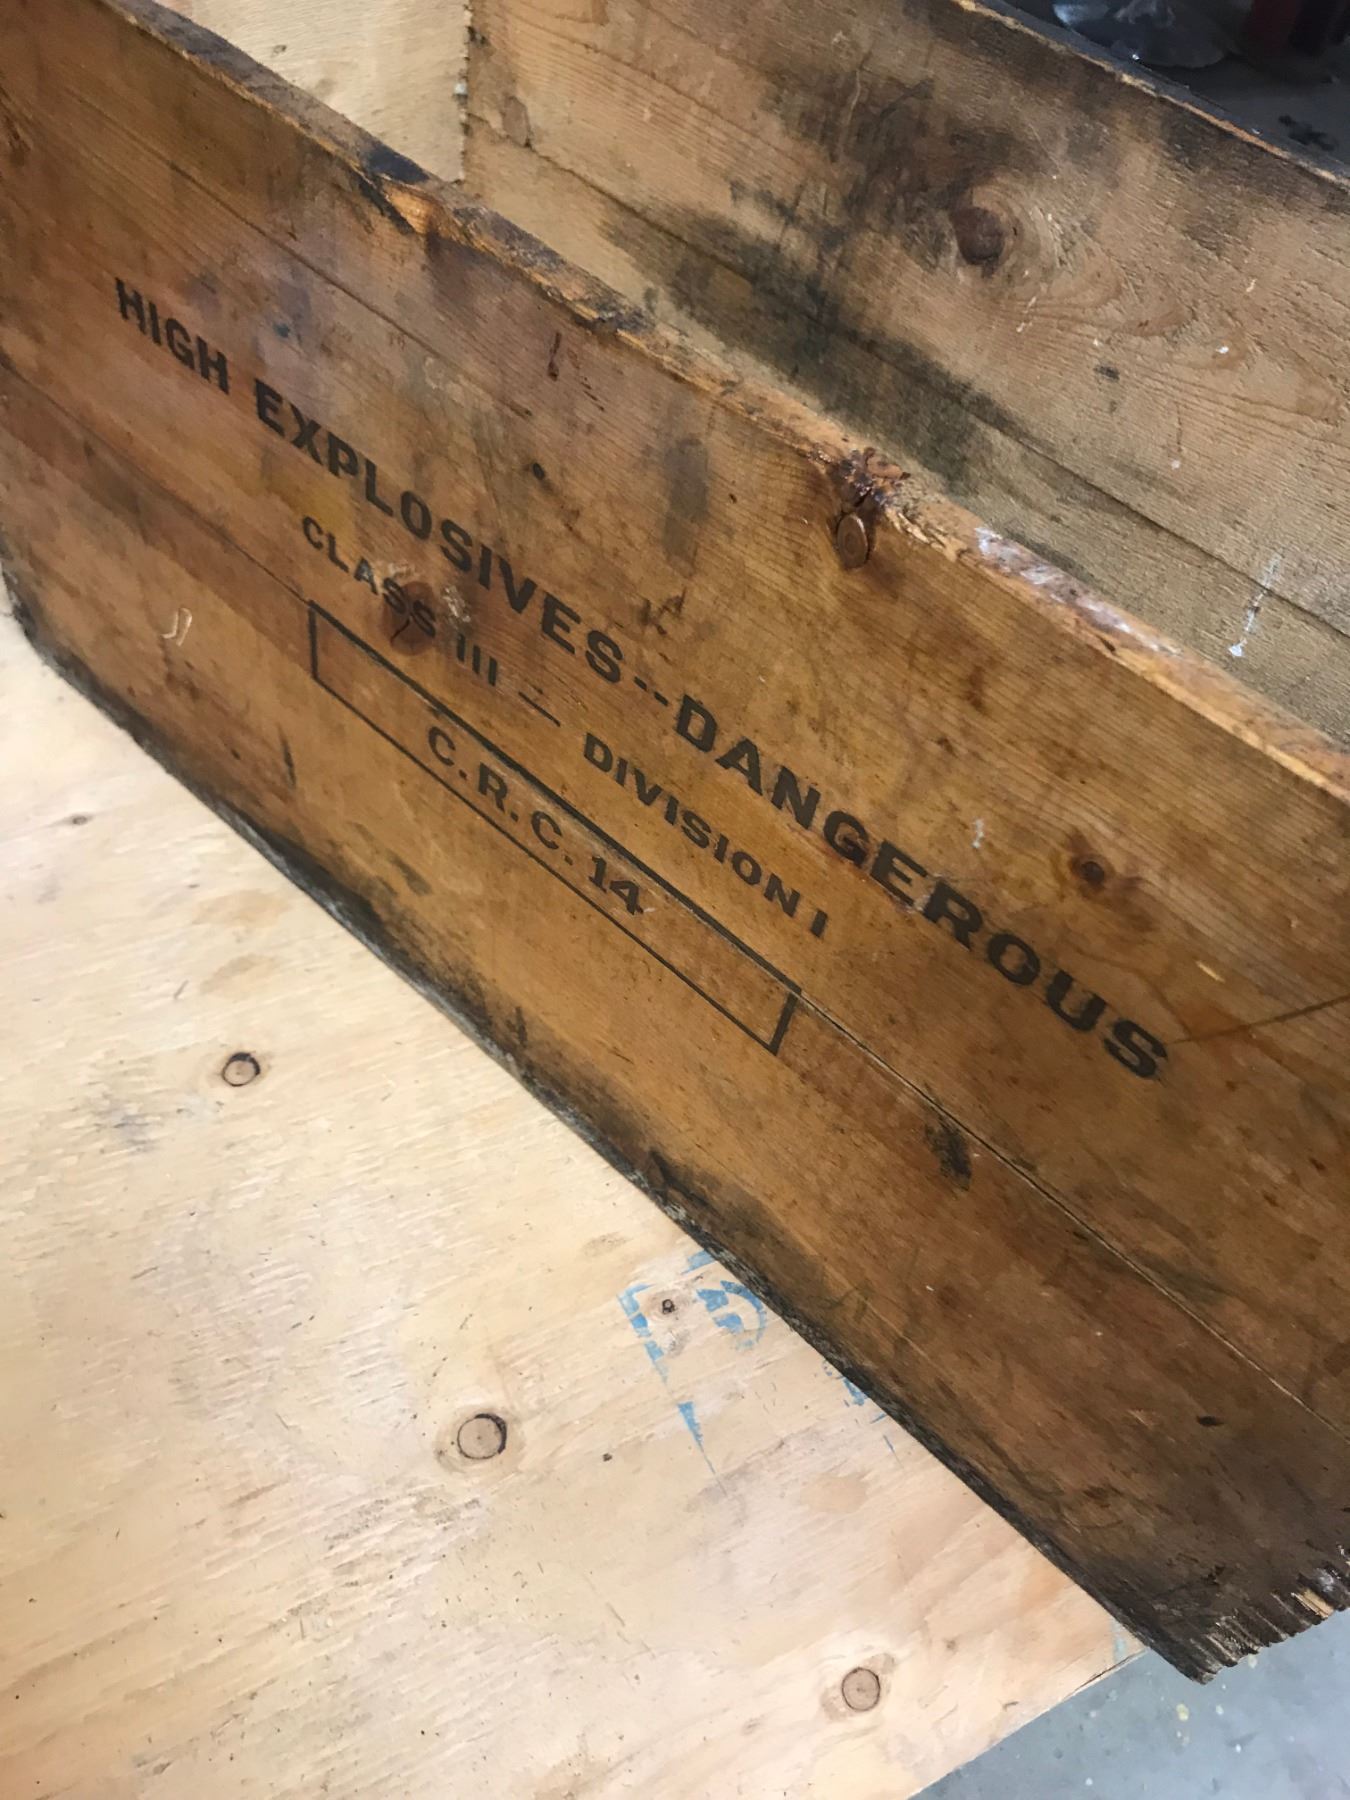 HIGH EXPLOSIVES--DANGEROUS
CLASS III – DIVISION I
C.R.C. 14